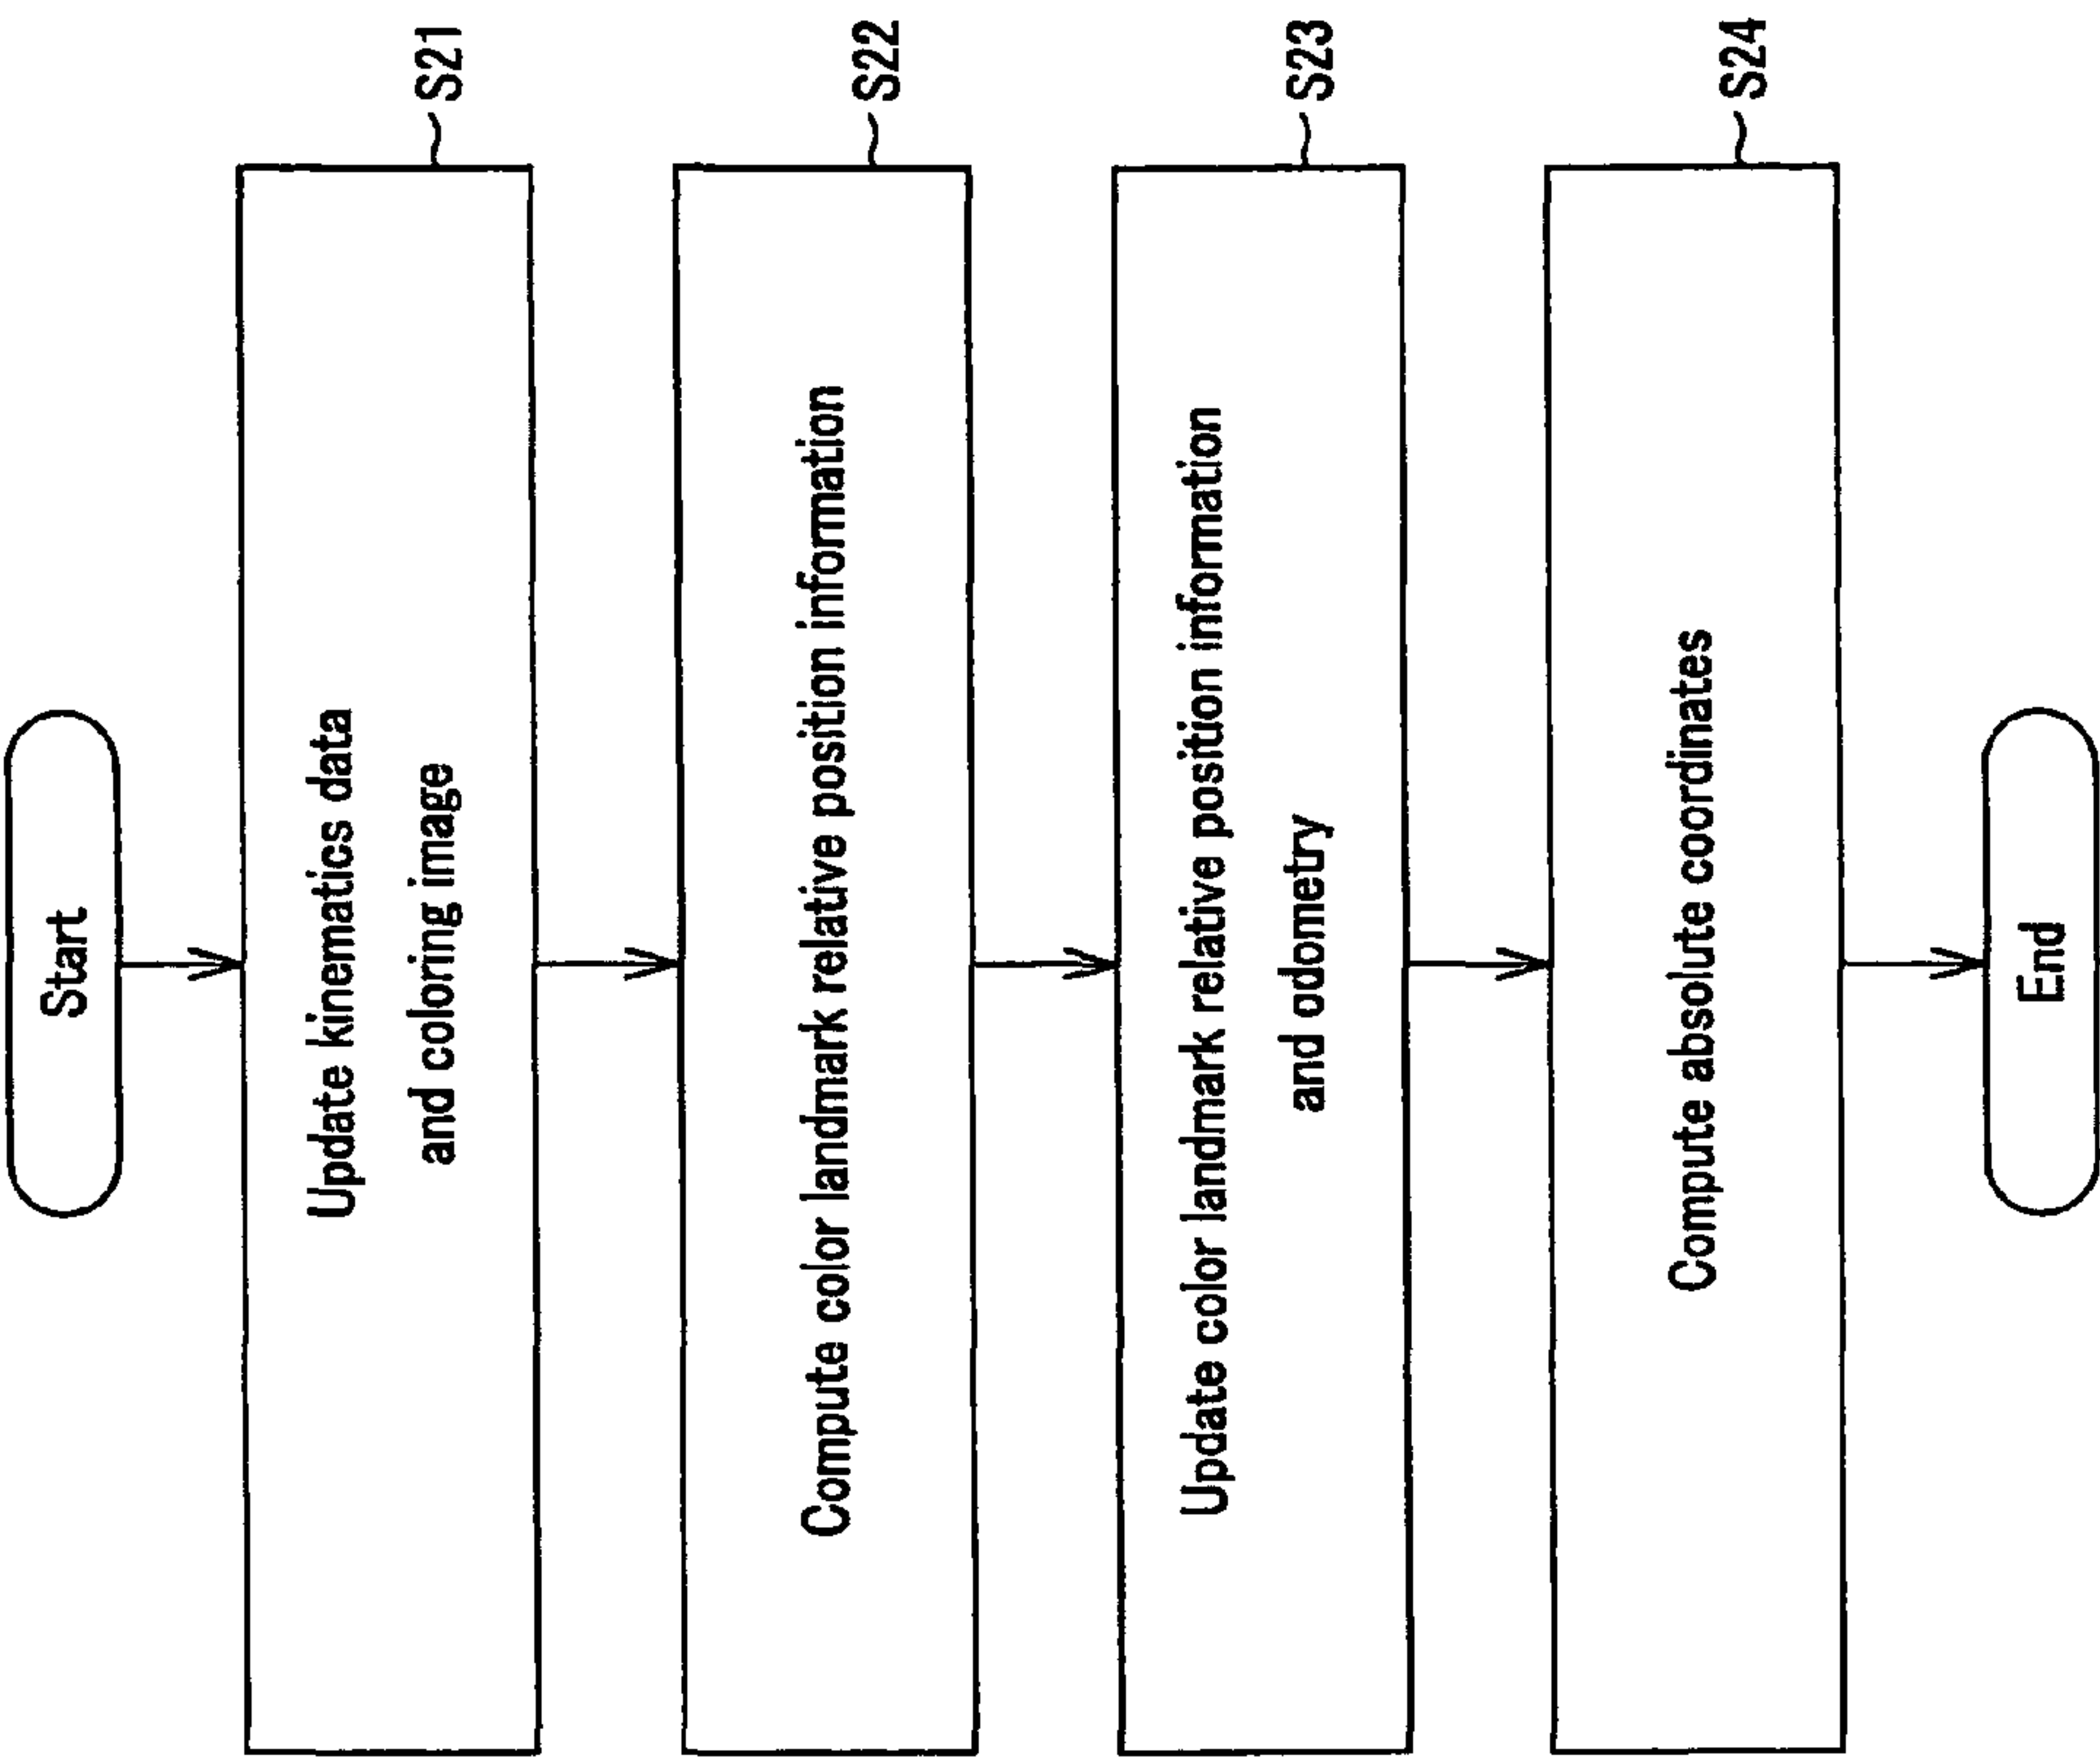 Start
Update kinematics data
and coloring image
S21
Compute color landmark relative position information
S22
Update color landmark relative position information
and odometry
S23
Compute absolute coordinates
S24
End